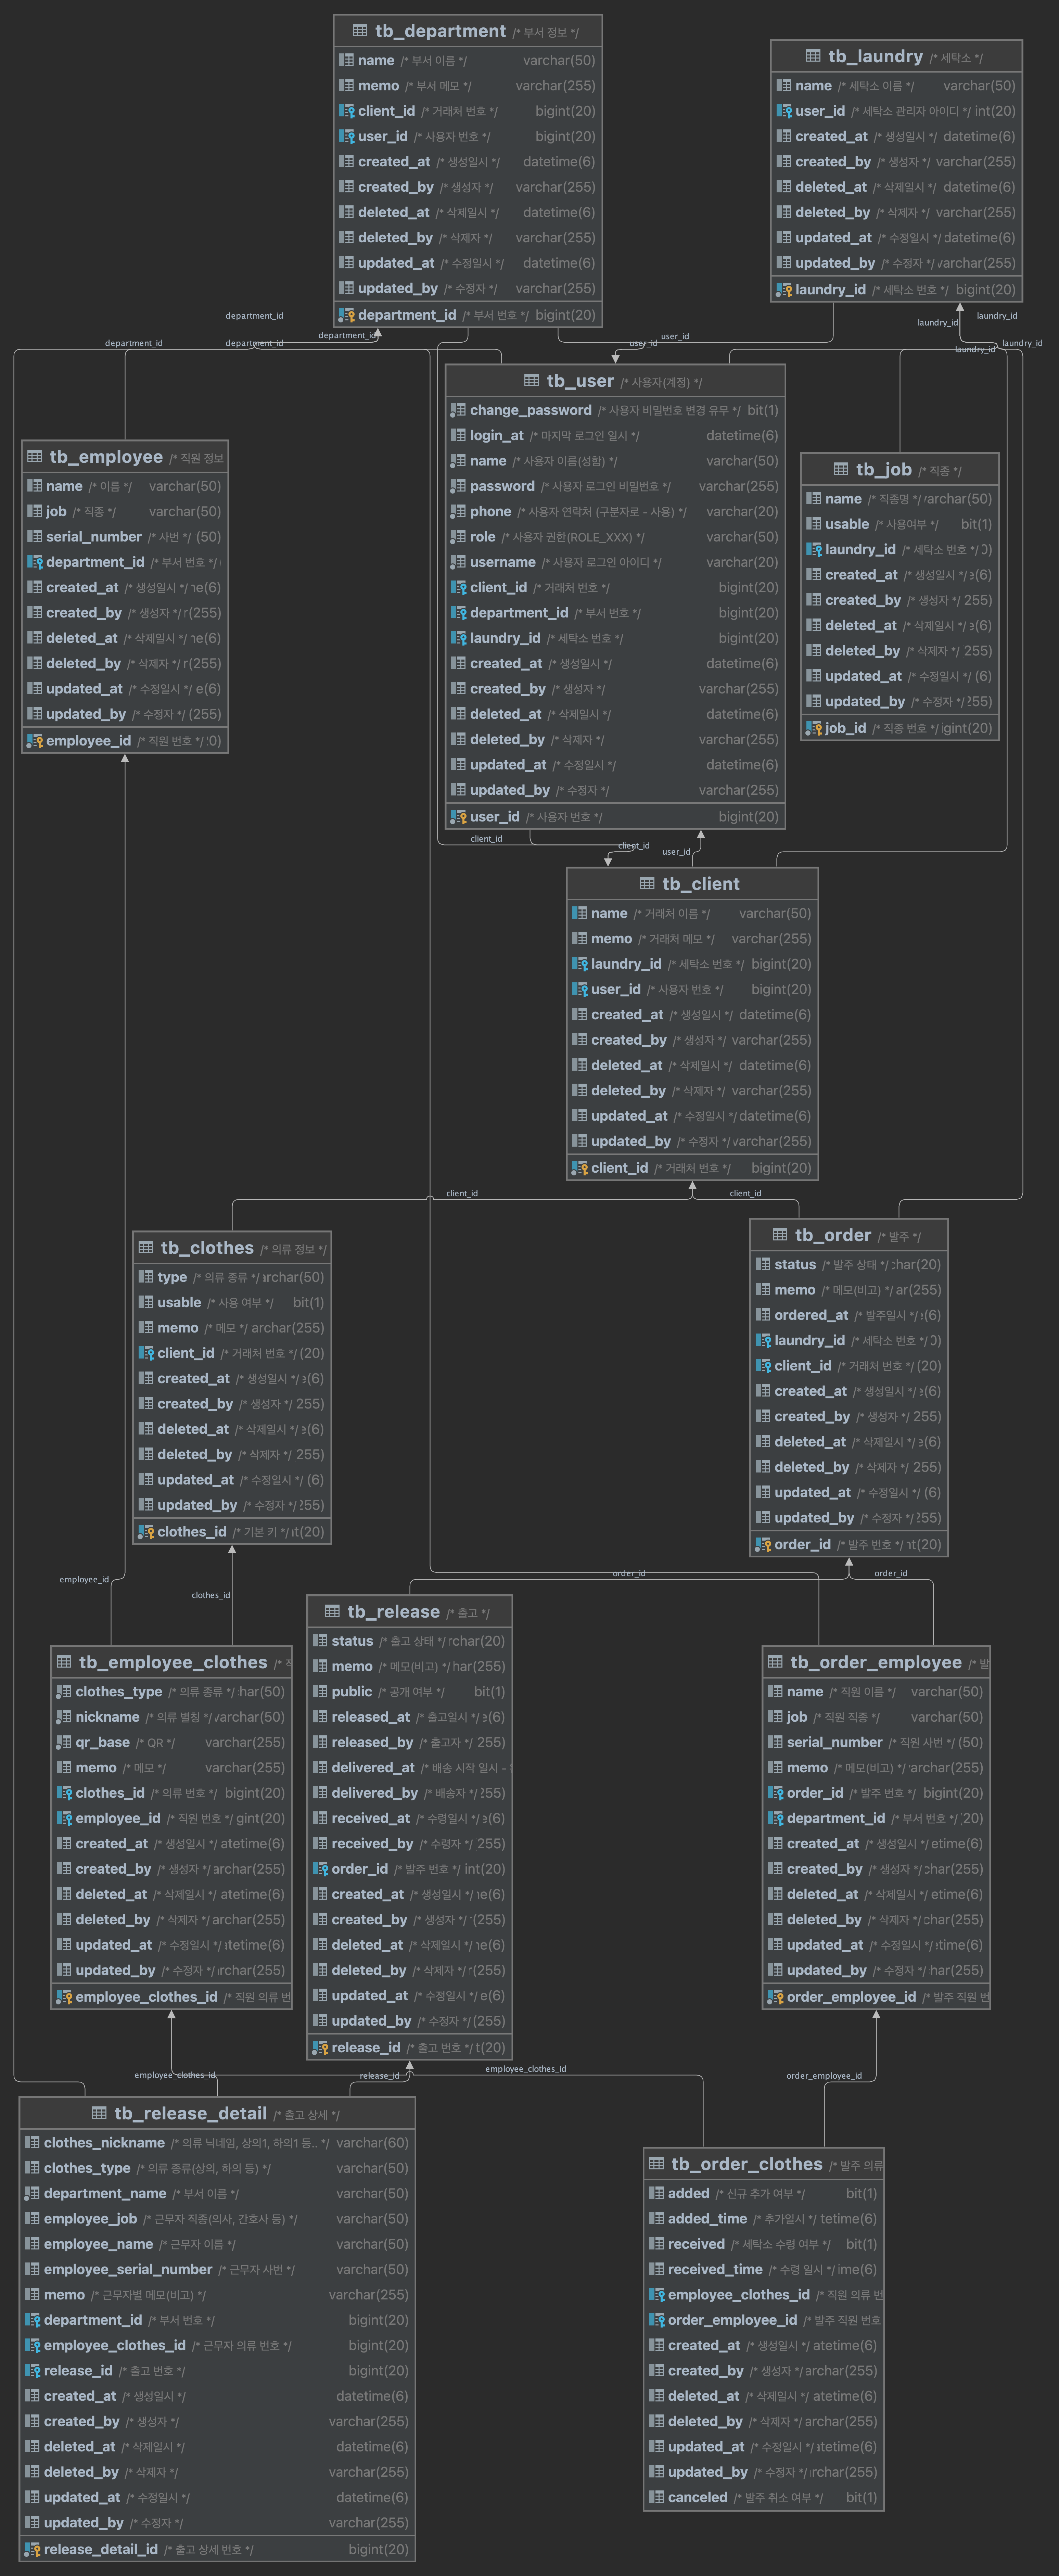 tb_department /* 부서 정보 */
name /* 부서 이름 */ varchar(50)
memo /* 부서 메모 */ varchar(255)
client_id /* 거래처 번호 */ bigint(20)
user_id /* 사용자 번호 */ bigint(20)
created_at /* 생성일시 */ datetime(6)
created_by /* 생성자 */ varchar(255)
deleted_at /* 삭제일시 */ datetime(6)
deleted_by /* 삭제자 */ varchar(255)
updated_at /* 수정일시 */ datetime(6)
updated_by /* 수정자 */ varchar(255)
department_id /* 부서 번호 */ bigint(20)
tb_laundry /* 세탁소 */
name /* 세탁소 이름 */ varchar(50)
user_id /* 세탁소 관리자 아이디 */ int(20)
created_at /* 생성일시 */ datetime(6)
created_by /* 생성자 */ varchar(255)
deleted_at /* 삭제일시 */ datetime(6)
deleted_by /* 삭제자 */ varchar(255)
updated_at /* 수정일시 */ datetime(6)
updated_by /* 수정자 */ varchar(255)
laundry_id /* 세탁소 번호 */ bigint(20)
department_id
department_id
department_id
department_id
user_id
user_id
laundry_id
laundry_id
laundry_id
laundry_id
tb_user /* 사용자(계정) */
change_password /* 사용자 비밀번호 변경 유무 */ bit(1)
login_at /* 마지막 로그인 일시 */ datetime(6)
name /* 사용자 이름(성함) */ varchar(50)
password /* 사용자 로그인 비밀번호 */ varchar(255)
phone /* 사용자 연락처 (구분자로 - 사용) */ varchar(20)
role /* 사용자 권한(ROLE_XXX) */ varchar(50)
username /* 사용자 로그인 아이디 */ varchar(20)
client_id /* 거래처 번호 */ bigint(20)
department_id /* 부서 번호 */ bigint(20)
laundry_id /* 세탁소 번호 */ bigint(20)
created_at /* 생성일시 */ datetime(6)
created_by /* 생성자 */ varchar(255)
deleted_at /* 삭제일시 */ datetime(6)
deleted_by /* 삭제자 */ varchar(255)
updated_at /* 수정일시 */ datetime(6)
updated_by /* 수정자 */ varchar(255)
user_id /* 사용자 번호 */ bigint(20)
tb_employee /* 직원 정보
name /* 이름 */ varchar(50)
job /* 직종 */ varchar(50)
serial_number /* 사번 */ (50)
department_id /* 부서 번호 */
created_at /* 생성일시 */ ne(6)
created_by /* 생성자 */ r(255)
deleted_at /* 삭제일시 */ ne(6)
deleted_by /* 삭제자 */ r(255)
updated_at /* 수정일시 */ e(6)
updated_by /* 수정자 */ (255)
employee_id /* 직원 번호 */ 0)
tb_job /* 직종 */
name /* 직종명 */ archar(50)
usable /* 사용여부 */ bit(1)
laundry_id /* 세탁소 번호 */ 0)
created_at /* 생성일시 */ e(6)
created_by /* 생성자 */ 255)
deleted_at /* 삭제일시 */ e(6)
deleted_by /* 삭제자 */ 255)
updated_at /* 수정일시 */ (6)
updated_by /* 수정자 */ 255)
job_id /* 직종 번호 */ igint(20)
client_id
client_id
user_id
tb_client
name /* 거래처 이름 */ varchar(50)
memo /* 거래처 메모 */ varchar(255)
laundry_id /* 세탁소 번호 */ bigint(20)
user_id /* 사용자 번호 */ bigint(20)
created_at /* 생성일시 */ datetime(6)
created_by /* 생성자 */ varchar(255)
deleted_at /* 삭제일시 */ datetime(6)
deleted_by /* 삭제자 */ varchar(255)
updated_at /* 수정일시 */ datetime(6)
updated_by /* 수정자 */ varchar(255)
client_id /* 거래처 번호 */ bigint(20)
client_id
client_id
tb_clothes /* 의류 정보 */
type /* 의류 종류 */ archar(50)
usable /* 사용 여부 */ bit(1)
memo /* 메모 */ archar(255)
client_id /* 거래처 번호 */ (20)
created_at /* 생성일시 */ e(6)
created_by /* 생성자 */ 255)
deleted_at /* 삭제일시 */ e(6)
deleted_by /* 삭제자 */ 255)
updated_at /* 수정일시 */ (6)
updated_by /* 수정자 */ 255)
clothes_id /* 기본 키 */ t(20)
tb_order /* 발주 */
status /* 발주 상태 */ har(20)
memo /* 메모(비고) */ ar(255)
ordered_at /* 발주일시 */ e(6)
laundry_id /* 세탁소 번호 */ 0)
client_id /* 거래처 번호 */ (20)
created_at /* 생성일시 */ e(6)
created_by /* 생성자 */ 255)
deleted_at /* 삭제일시 */ e(6)
deleted_by /* 삭제자 */ 255)
updated_at /* 수정일시 */ (6)
updated_by /* 수정자 */ 255)
order_id /* 발주 번호 */ t(20)
employee_id
clothes_id
order_id
order_id
tb_employee_clothes /*
clothes_type /* 의류 종류 */ har(50)
nickname /* 의류 별칭 */ varchar(50)
qr_base /* QR */ varchar(255)
memo /* 메모 */ varchar(255)
clothes_id /* 의류 번호 */ bigint(20)
employee_id /* 직원 번호 */ gint(20)
created_at /* 생성일시 */ atetime(6)
created_by /* 생성자 */ archar(255)
deleted_at /* 삭제일시 */ atetime(6)
deleted_by /* 삭제자 */ archar(255)
updated_at /* 수정일시 */ tetime(6)
updated_by /* 수정자 */ rchar(255)
employee_clothes_id /* 직원 의류 번
tb_release /* 출고 */
status /* 출고 상태 */ rchar(20)
memo /* 메모(비고) */ har(255)
public /* 공개 여부 */ bit(1)
released_at /* 출고일시 */ e(6)
released_by /* 출고자 */ 255)
delivered_at /* 배송 시작 일시 -
delivered_by /* 배송자 */ 255)
received_at /* 수령일시 */ e(6)
received_by /* 수령자 */ 255)
order_id /* 발주 번호 */ int(20)
created_at /* 생성일시 */ ne(6)
created_by /* 생성자 */ (255)
deleted_at /* 삭제일시 */ ne(6)
deleted_by /* 삭제자 */ (255)
updated_at /* 수정일시 */ e(6)
updated_by /* 수정자 */ (255)
release_id /* 출고 번호 */ t(20)
tb_order_employee /* 발
name /* 직원 이름 */ varchar(50)
job /* 직원 직종 */ varchar(50)
serial_number /* 직원 사번 */ (50)
memo /* 메모(비고) */ archar(255)
order_id /* 발주 번호 */ bigint(20)
department_id /* 부서 번호 */ (20)
created_at /* 생성일시 */ etime(6)
created_by /* 생성자 */ char(255)
deleted_at /* 삭제일시 */ etime(6)
deleted_by /* 삭제자 */ char(255)
updated_at /* 수정일시 */ time(6)
updated_by /* 수정자 */ har(255)
order_employee_id /* 발주 직원 번
employee_clothes_id
release_id
employee_clothes_id
order_employee_id
tb_release_detail /* 출고 상세 */
clothes_nickname /* 의류 닉네임, 상의1, 하의1 등.. */ varchar(60)
clothes_type /* 의류 종류(상의, 하의 등) */ varchar(50)
department_name /* 부서 이름 */ varchar(50)
employee_job /* 근무자 직종(의사, 간호사 등) */ varchar(50)
employee_name /* 근무자 이름 */ varchar(50)
employee_serial_number /* 근무자 사번 */ varchar(50)
memo /* 근무자별 메모(비고) */ varchar(255)
department_id /* 부서 번호 */ bigint(20)
employee_clothes_id /* 근무자 의류 번호 */ bigint(20)
release_id /* 출고 번호 */ bigint(20)
created_at /* 생성일시 */ datetime(6)
created_by /* 생성자 */ varchar(255)
deleted_at /* 삭제일시 */ datetime(6)
deleted_by /* 삭제자 */ varchar(255)
updated_at /* 수정일시 */ datetime(6)
updated_by /* 수정자 */ varchar(255)
release_detail_id /* 출고 상세 번호 */ bigint(20)
tb_order_clothes /* 발주 의류
added /* 신규 추가 여부 */ bit(1)
added_time /* 추가일시 */ tetime(6)
received /* 세탁소 수령 여부 */ bit(1)
received_time /* 수령 일시 */ ime(6)
employee_clothes_id /* 직원 의류 번
order_employee_id /* 발주 직원 번호
created_at /* 생성일시 */ atetime(6)
created_by /* 생성자 */ archar(255)
deleted_at /* 삭제일시 */ atetime(6)
deleted_by /* 삭제자 */ archar(255)
updated_at /* 수정일시 */ tetime(6)
updated_by /* 수정자 */ rchar(255)
canceled /* 발주 취소 여부 */ bit(1)